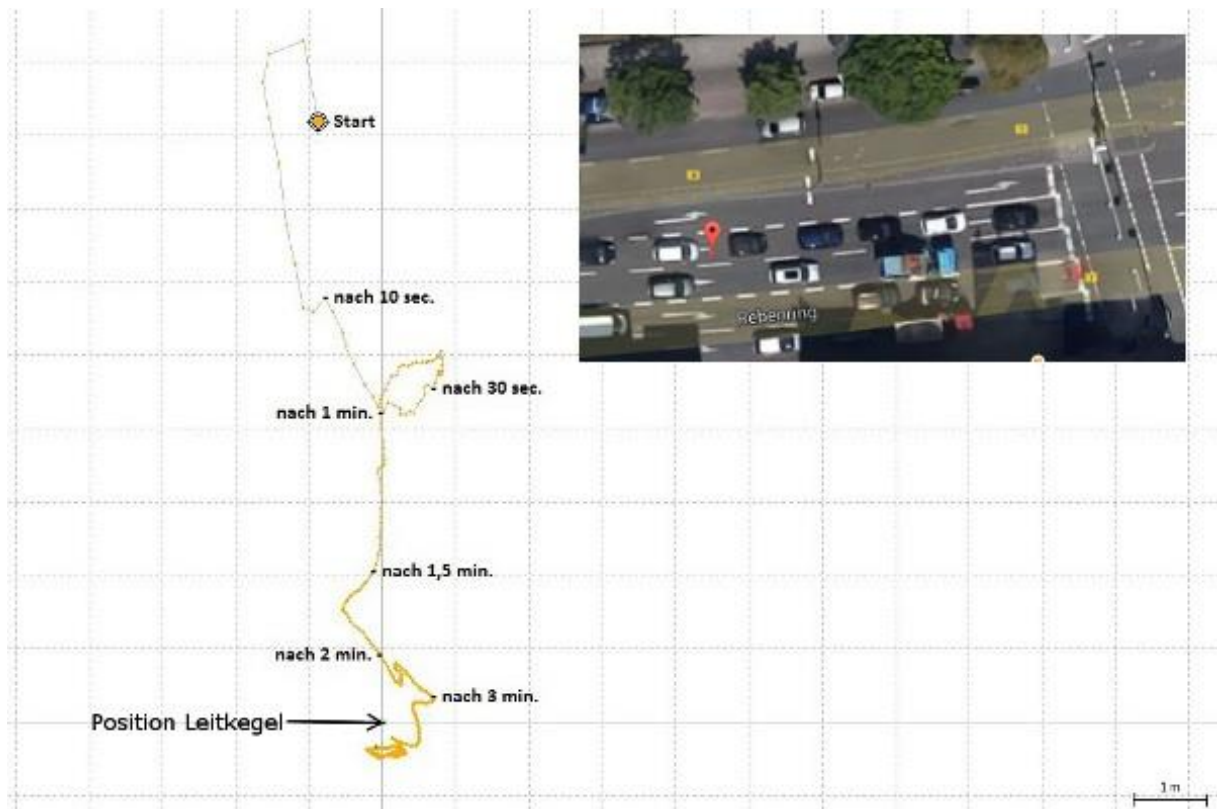 Start
nach 10 sec.
nach 30 sec.
nach 1 min.
Rebenring
nach 1,5 min.
nach 2 min.
nach 3 min.
Position Leitkegel
1 m